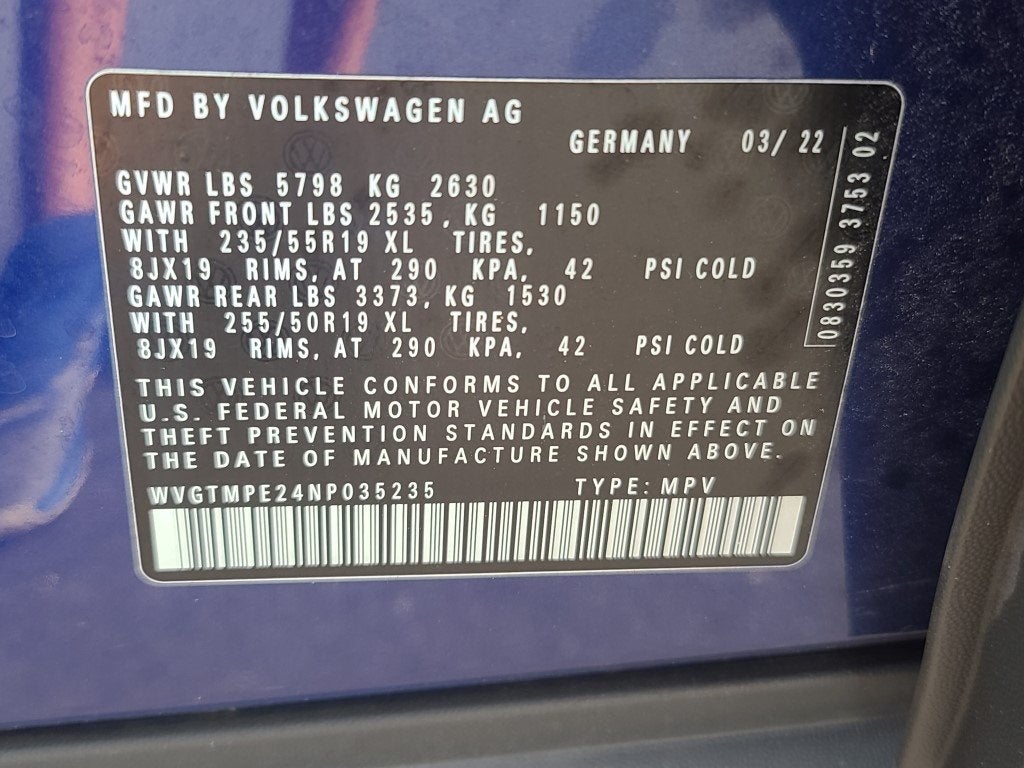 MFD BY VOLKSWAGEN AG
GERMANY 03/ 22
GVWR LBS 5798 KG 2630
GAWR FRONT LBS 2535, KG 1150
WITH 235/55R19 XL TIRES,
8JX19 RIMS, AT 290 KPA, 42 PSI COLD
GAWR REAR LBS 3373, KG 1530
WITH 255/50R19 XL TIRES,
8JX19 RIMS, AT 290 KPA, 42 PSI COLD
THIS VEHICLE CONFORMS TO ALL APPLICABLE
U.S. FEDERAL MOTOR VEHICLE SAFETY AND
THEFT PREVENTION STANDARDS IN EFFECT ON
THE DATE OF MANUFACTURE SHOWN ABOVE.
WVGTMPE24NP035235 TYPE: MPV
0830359 3753 02